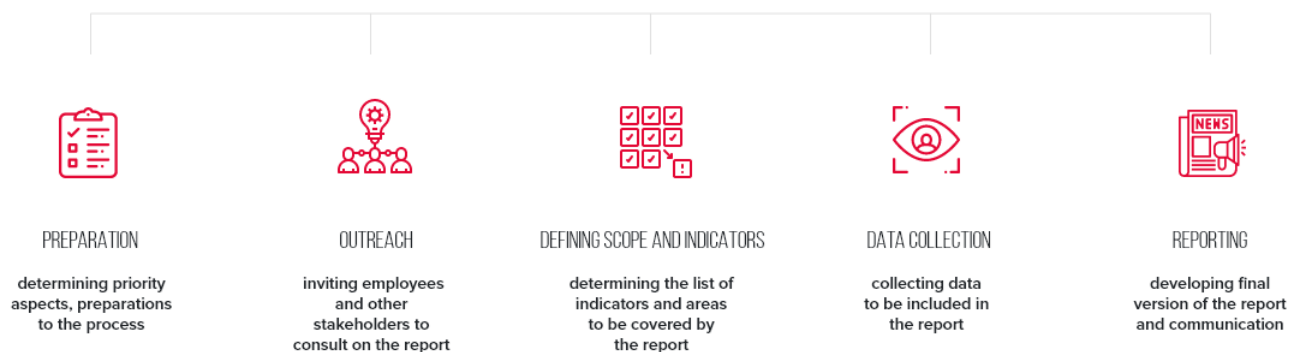 NEWS
PREPARATION
determining priority
aspects, preparations
to the process
OUTREACH
inviting employees
and other
stakeholders to
consult on the report
DEFINING SCOPE AND INDICATORS
determining the list of
indicators and areas
to be covered by
the report
DATA COLLECTION
collecting data
to be included in
the report
REPORTING
developing final
version of the report
and communication